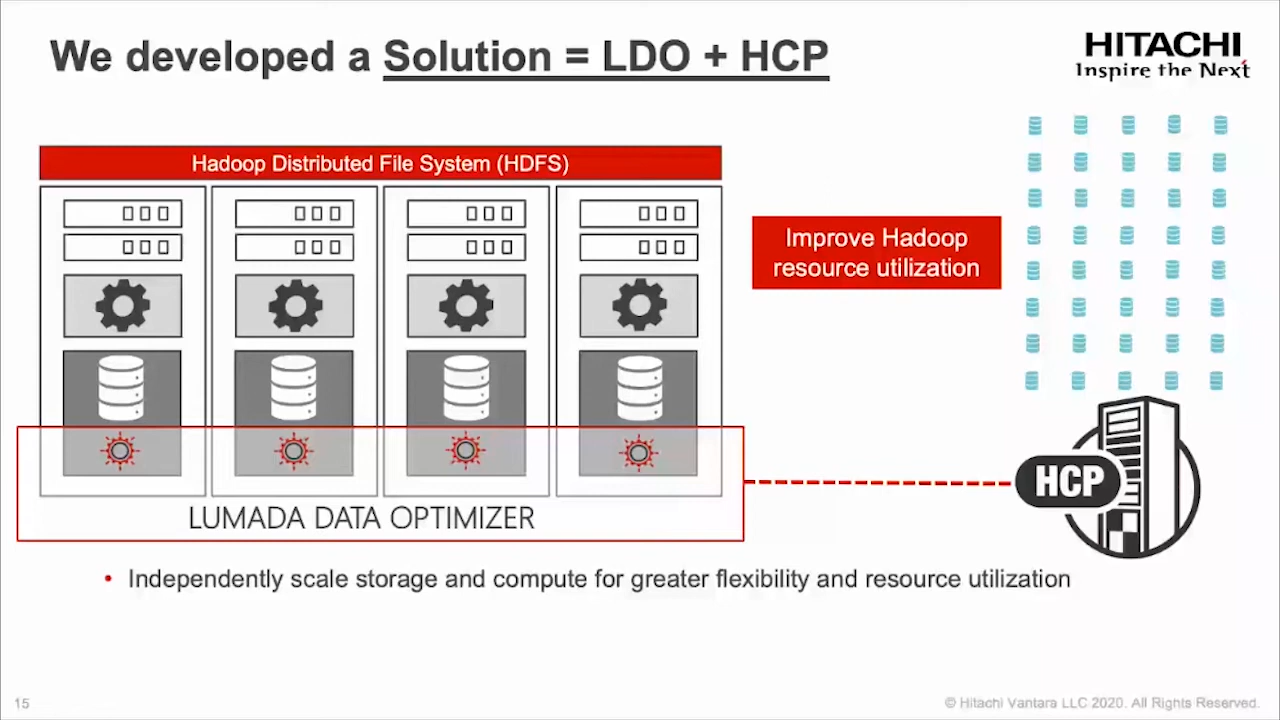 We developed a Solution = LDO + HCP
HITACHI
Inspire the Next
Hadoop Distributed File System (HDFS)
Improve Hadoop
resource utilization
HCP
LUMADA DATA OPTIMIZER
• Independently scale storage and compute for greater flexibility and resource utilization
15
© Hitachi Vantara LLC 2020. All Rights Reserved.